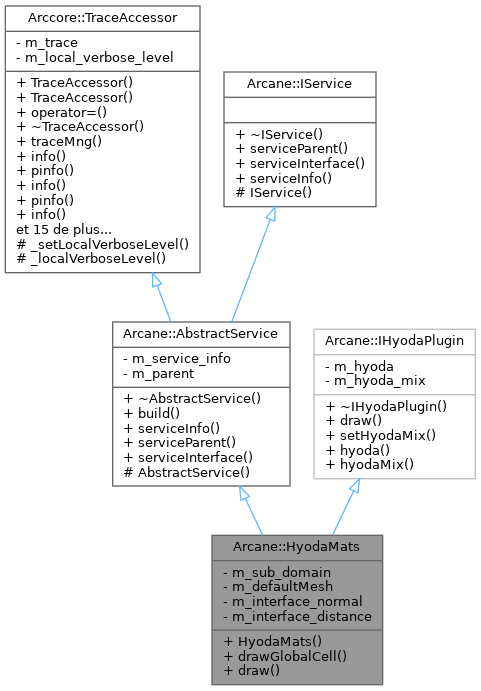 Arccore::TraceAccessor
- m_trace
- m_local_verbose_level
+ TraceAccessor()
+ TraceAccessor()
+ operator=()
+ ~TraceAccessor()
+ traceMng()
+ info()
+ pinfo()
+ info()
+ pinfo()
+ info()
et 15 de plus...
# _setLocalVerboseLevel()
# _localVerboseLevel()
Arcane::IService
+ ~IService()
+ serviceParent()
+ serviceInterface()
+ serviceInfo()
# IService()
Arcane::AbstractService
- m_service_info
- m_parent
+ ~AbstractService()
+ build()
+ serviceInfo()
+ serviceParent()
+ serviceInterface()
# AbstractService()
Arcane::IHyodaPlugin
- m_hyoda
- m_hyoda_mix
+ ~IHyodaPlugin()
+ draw()
+ setHyodaMix()
+ hyoda()
+ hyodaMix()
Arcane::HyodaMats
- m_sub_domain
- m_defaultMesh
- m_interface_normal
- m_interface_distance
+ HyodaMats()
+ drawGlobalCell()
+ draw()